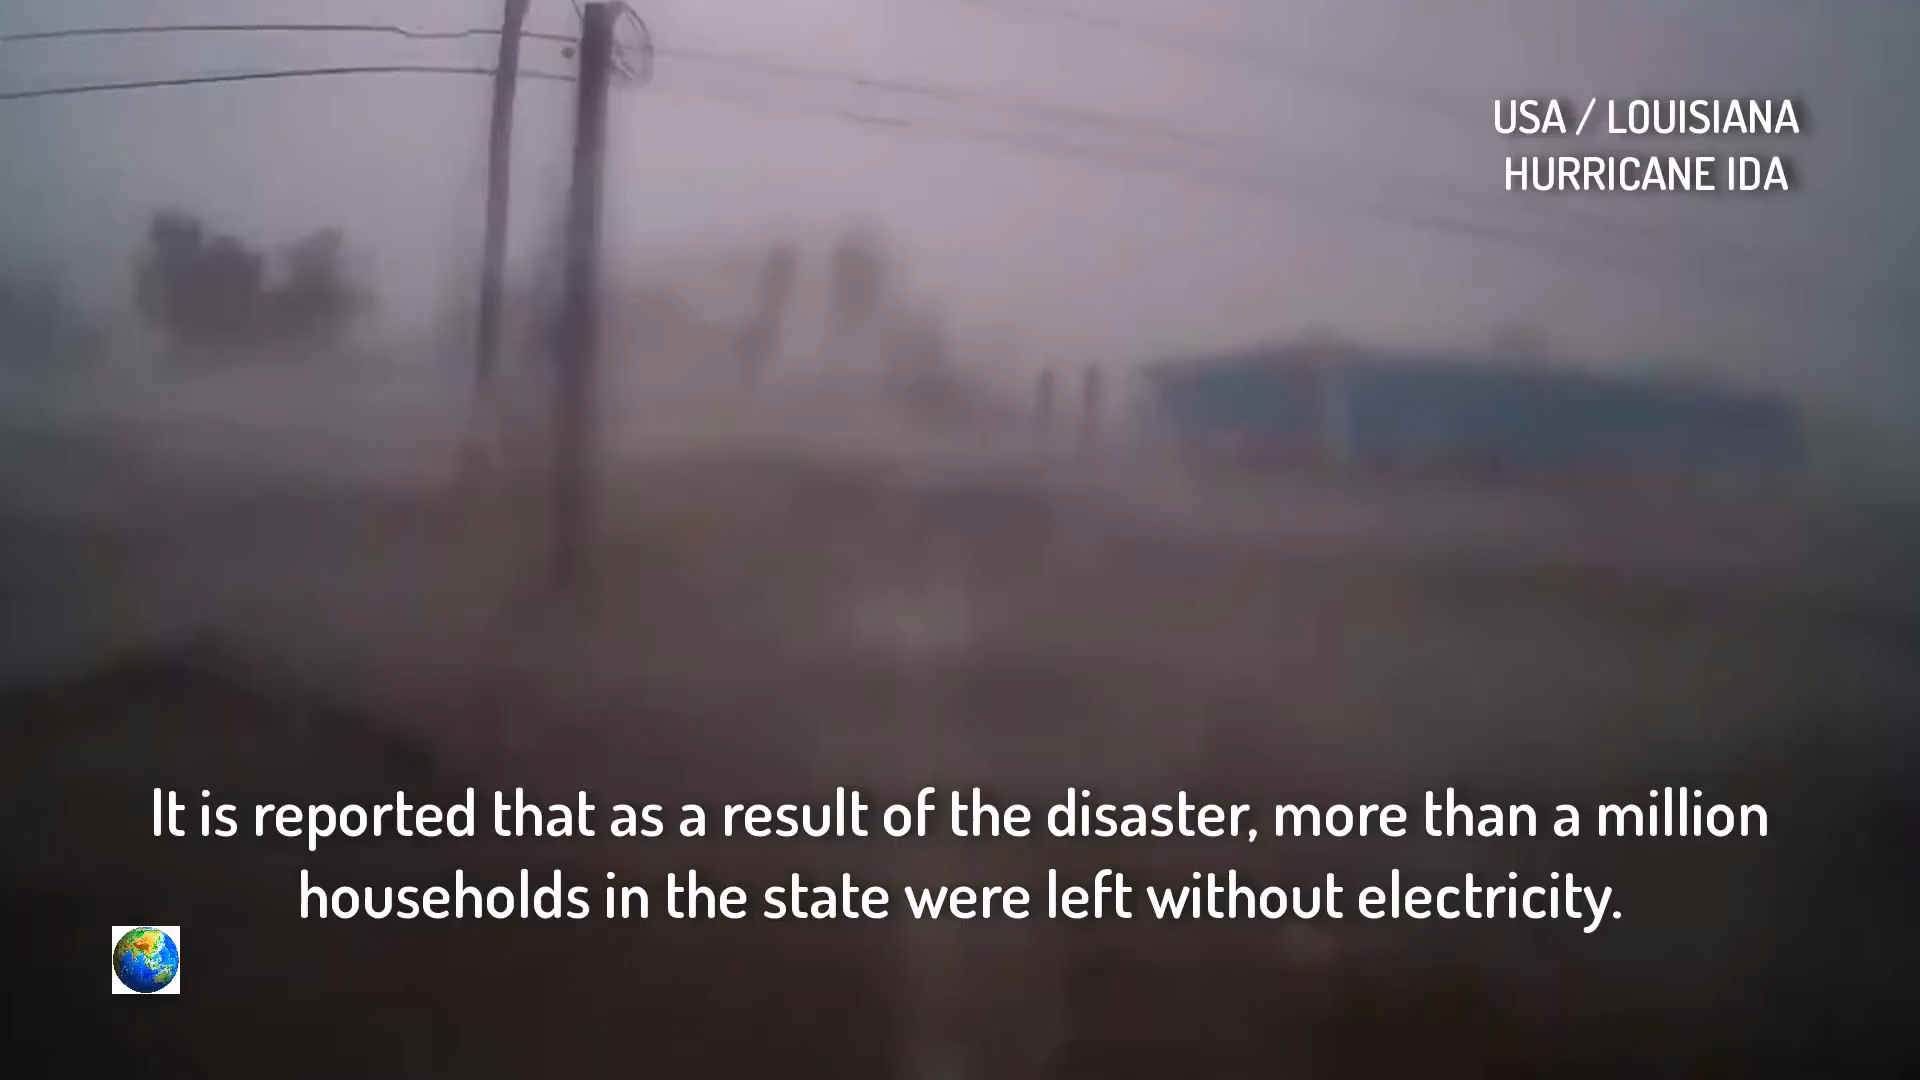 USA / LOUISIANA
HURRICANE IDA
It is reported that as a result of the disaster, more than a million
households in the state were left without electricity.